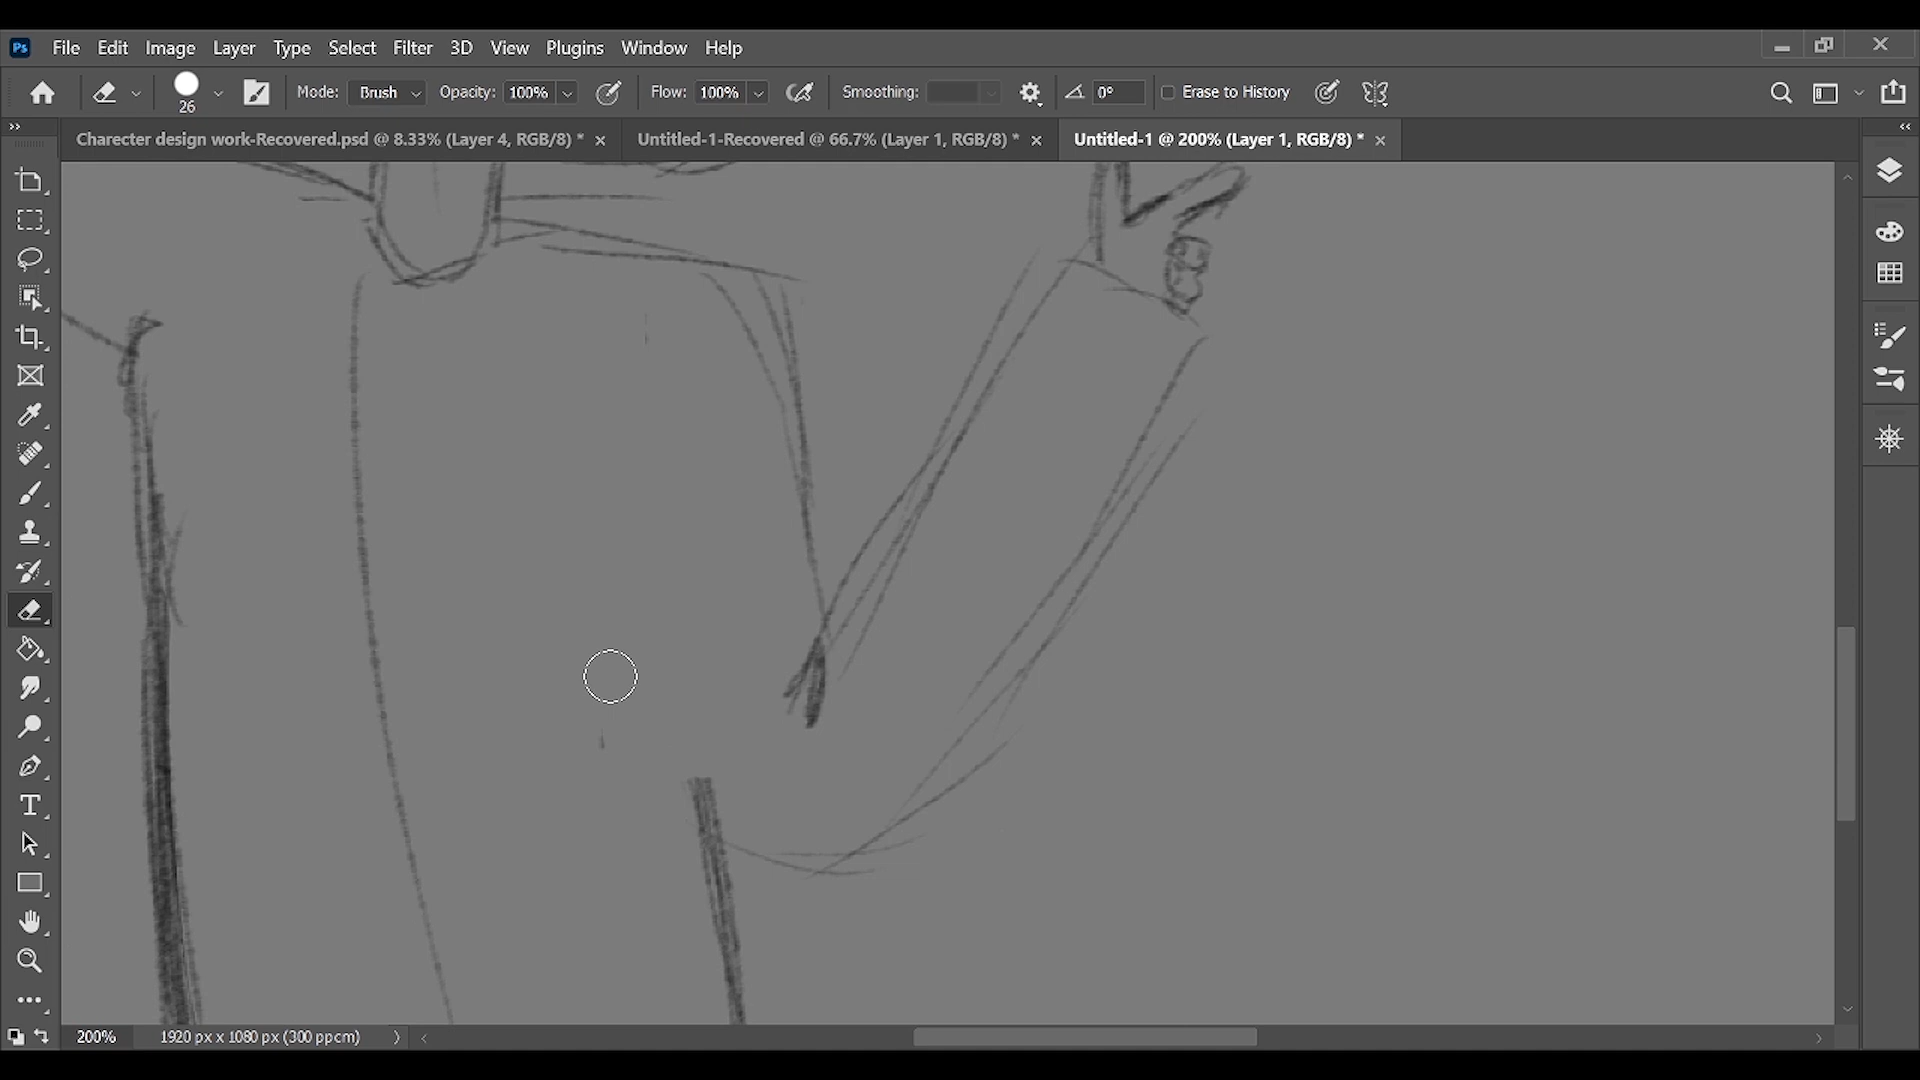 Ps File Edit Image Layer Type Select Filter 3D View Plugins Window Help
26 Mode: Brush Opacity: 100% Flow: 100% Smoothing: 0° Erase to History
Charecter design work-Recovered.psd @ 8.33% (Layer 4, RGB/8) * Untitled-1-Recovered @ 66.7% (Layer 1, RGB/8) * Untitled-1 @ 200% (Layer 1, RGB/8) *
200% 1920 px x 1080 px (300 ppcm)